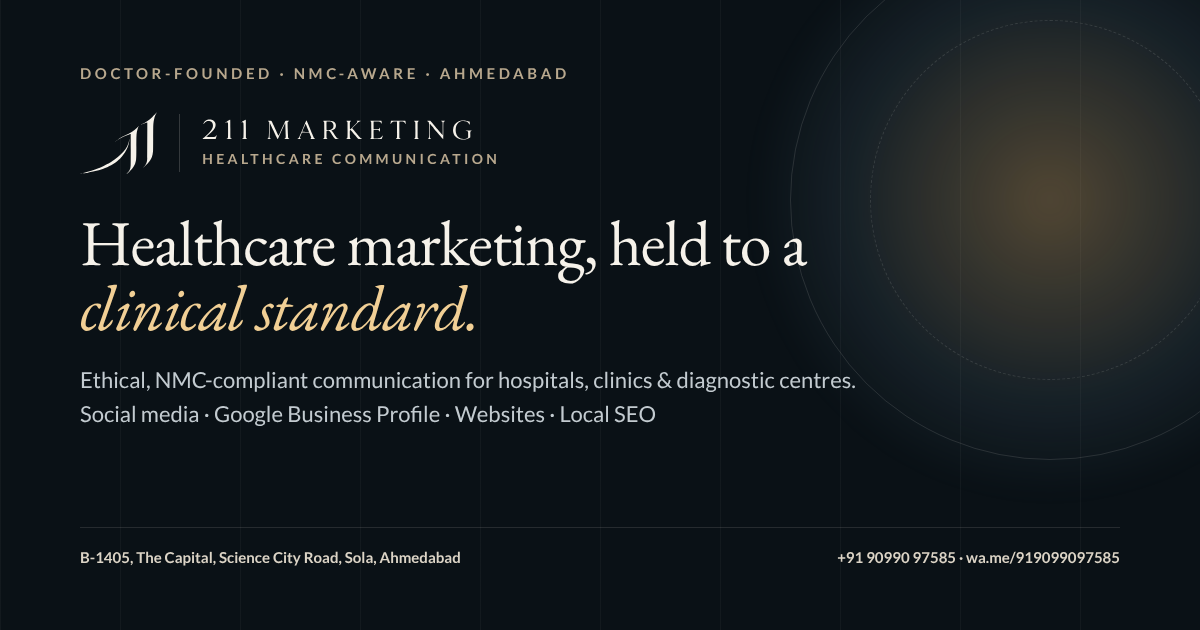 DOCTOR-FOUNDED · NMC-AWARE · AHMEDABAD
211 MARKETING
HEALTHCARE COMMUNICATION
Healthcare marketing, held to a
clinical standard.
Ethical, NMC-compliant communication for hospitals, clinics & diagnostic centres.
Social media · Google Business Profile · Websites · Local SEO
B-1405, The Capital, Science City Road, Sola, Ahmedabad
+91 90990 97585 · wa.me/919099097585